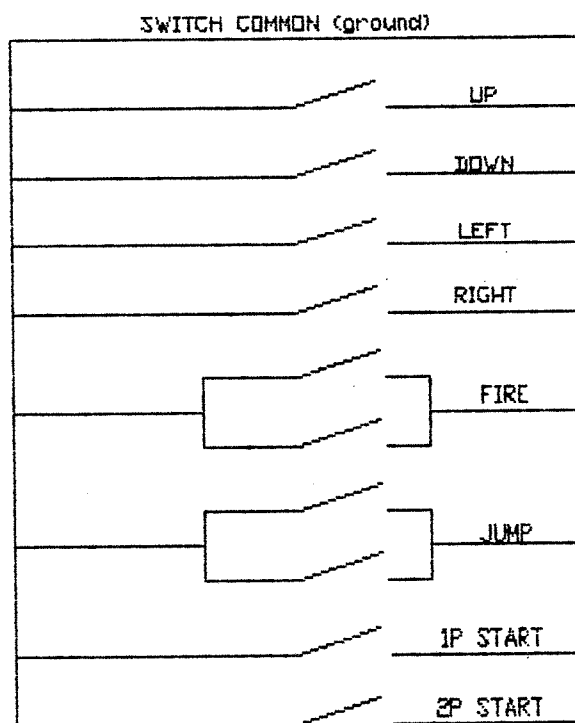 SWITCH COMMON (ground)
UP
DOWN
LEFT
RIGHT
FIRE
JUMP
1P START
2P START